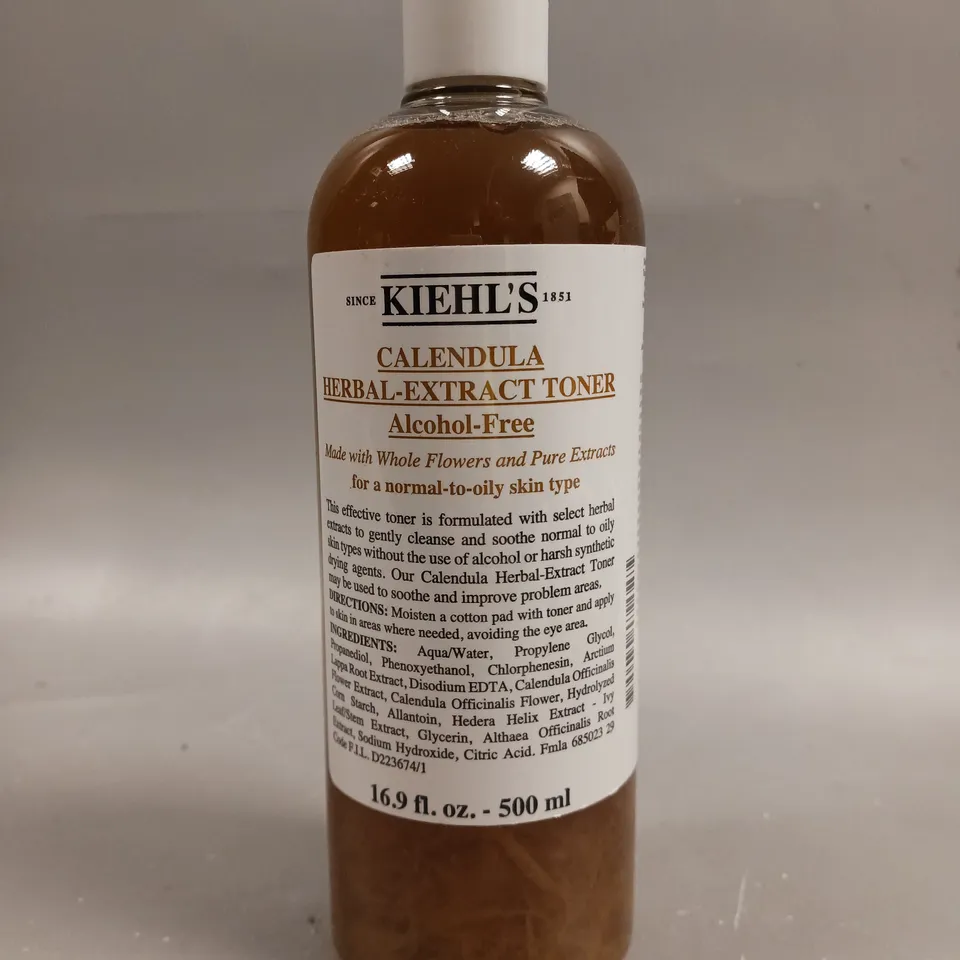 SINCE KIEHL'S 1851
CALENDULA
HERBAL-EXTRACT TONER
Alcohol-Free
Made with Whole Flowers and Pure Extracts
for a normal-to-oily skin type
This effective toner is formulated with select herbal
extracts to gently cleanse and soothe normal to oily
skin types without the use of alcohol or harsh synthetic
drying agents. Our Calendula Herbal-Extract Toner
may be used to soothe and improve problem areas.
DIRECTIONS: Moisten a cotton pad with toner and apply
to skin in areas where needed, avoiding the eye area.
INGREDIENTS: Aqua/Water, Propylene Glycol,
Propanediol, Phenoxyethanol, Chlorphenesin, Arctium
Lappa Root Extract, Disodium EDTA, Calendula Officinalis
Flower Extract, Calendula Officinalis Flower, Hydrolyzed
Corn Starch, Allantoin, Hedera Helix Extract - Ivy
Leaf/Stem Extract, Glycerin, Althaea Officinalis Root
Extract, Sodium Hydroxide, Citric Acid. Fmla 685023 29
Code F.I.L. D223674/1
16.9 fl. oz. - 500 ml